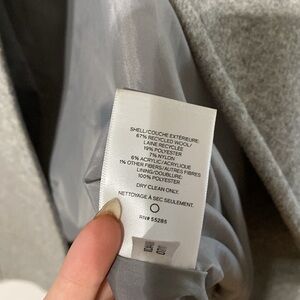 SHELL/COUCHE EXTÉRIEURE:
67% RECYCLED WOOL/
LAINE RECYCLÉE
19% POLYESTER
7% NYLON
6% ACRYLIC/ACRYLIQUE
1% OTHER FIBERS/AUTRES FIBRES
LINING/DOUBLURE:
100% POLYESTER
DRY CLEAN ONLY.
NETTOYAGE À SEC SEULEMENT.
RN# 55285